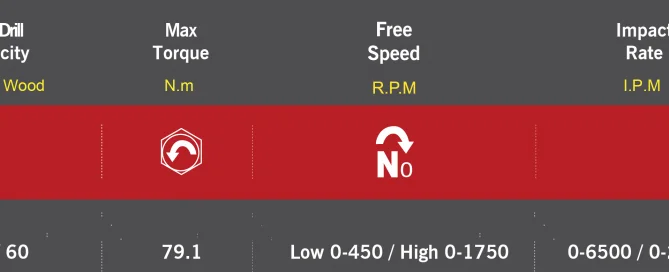 Drill Max Free Impact
city Torque Speed Rate
Wood N.m R.P.M I.P.M
N0
60 79.1 Low 0-450 / High 0-1750 0-6500 / 0-